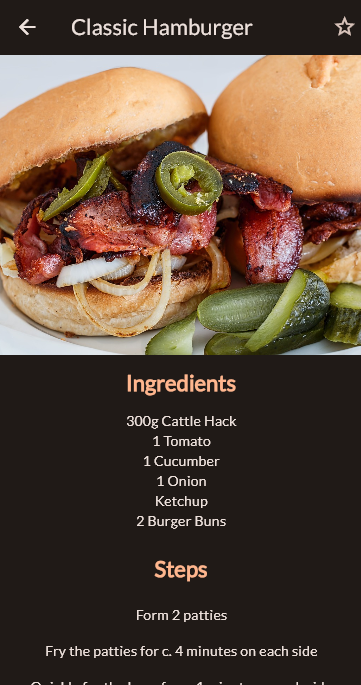 Classic Hamburger
Ingredients
300g Cattle Hack
1 Tomato
1 Cucumber
1 Onion
Ketchup
2 Burger Buns
Steps
Form 2 patties
Fry the patties for c. 4 minutes on each side